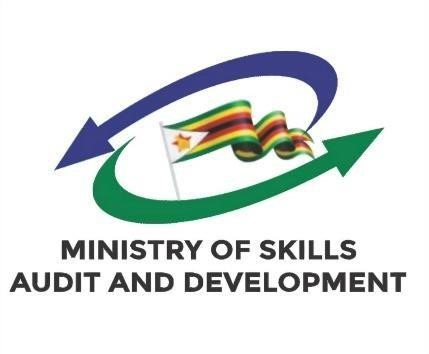 MINISTRY OF SKILLS
AUDIT AND DEVELOPMENT